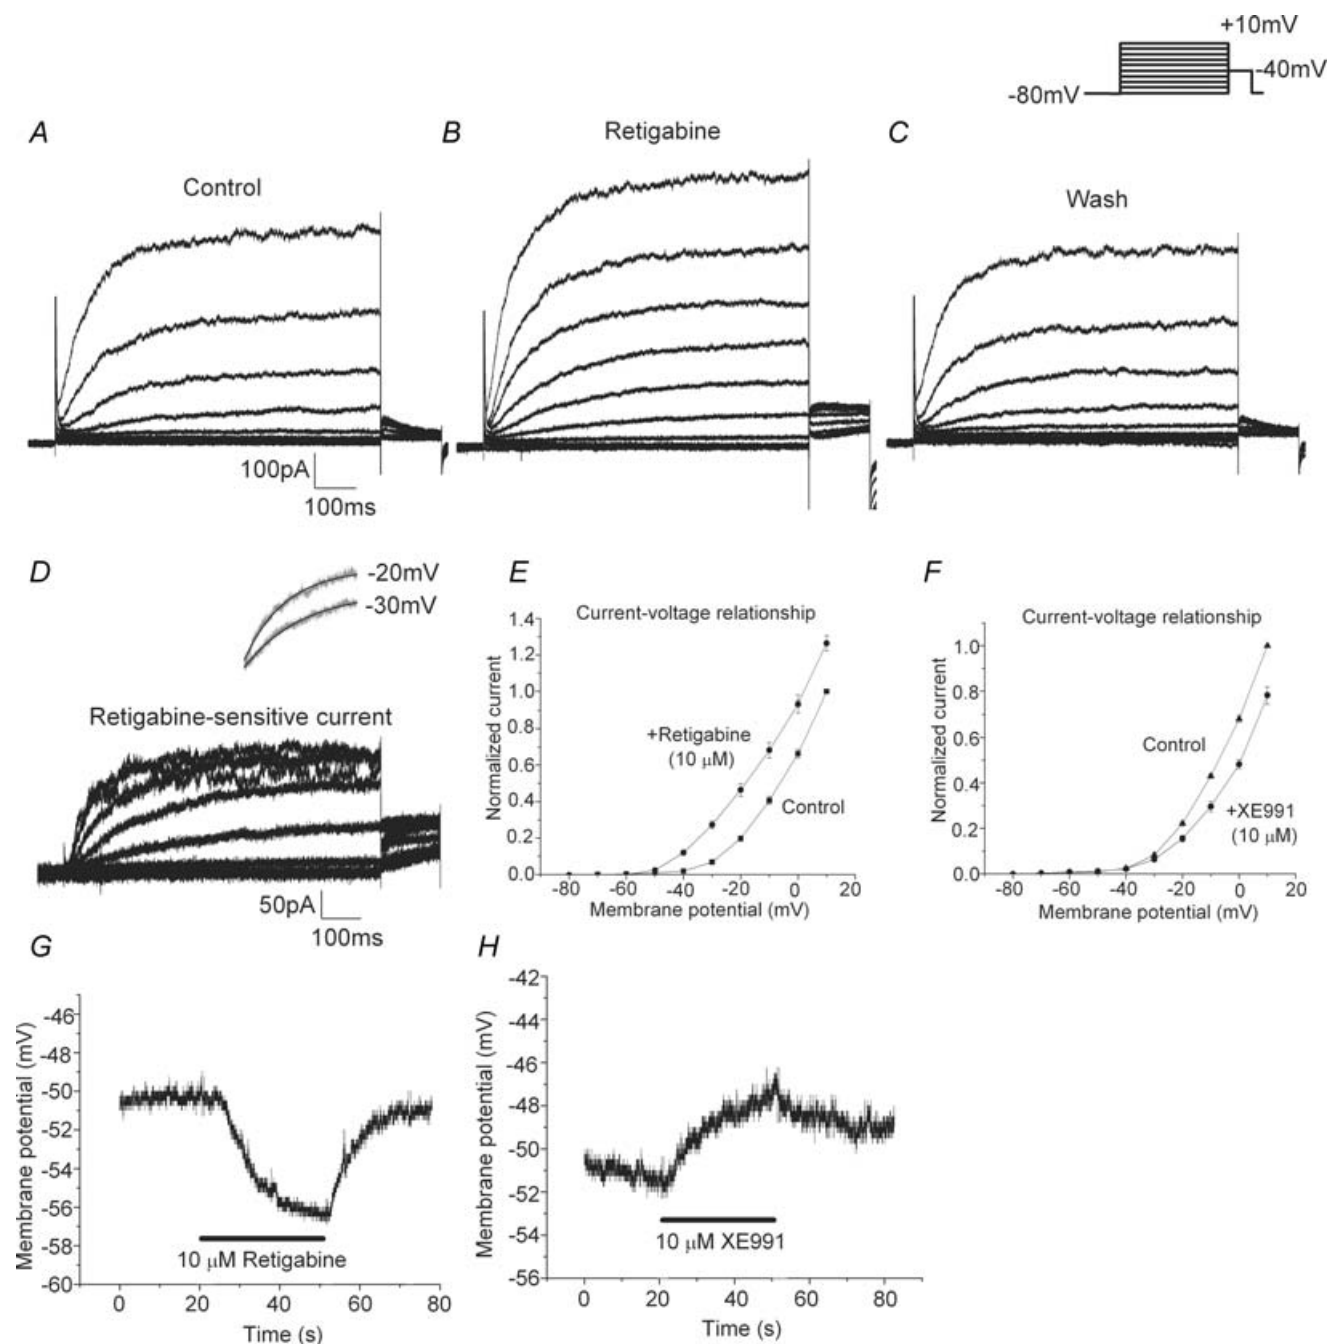 +10mV
-40mV
-80mV
A
B
C
Retigabine
Control
Wash
100pA
100ms
D
-20mV
-30mV
Retigabine-sensitive current
50pA
100ms
E
Current-voltage relationship
Normalized current
1.4
1.2
1.0
0.8
0.6
0.4
0.2
0.0
+Retigabine
(10 µM)
Control
-80
-60
-40
-20
0
20
Membrane potential (mV)
F
Current-voltage relationship
Normalized current
1.0
0.8
0.6
0.4
0.2
0.0
Control
+XE991
(10 µM)
-80
-60
-40
-20
0
20
Membrane potential (mV)
G
Membrane potential (mV)
-46
-48
-50
-52
-54
-56
-58
-60
10 µM Retigabine
0
20
40
60
80
Time (s)
H
Membrane potential (mV)
-42
-44
-46
-48
-50
-52
-54
-56
10 µM XE991
0
20
40
60
80
Time (s)